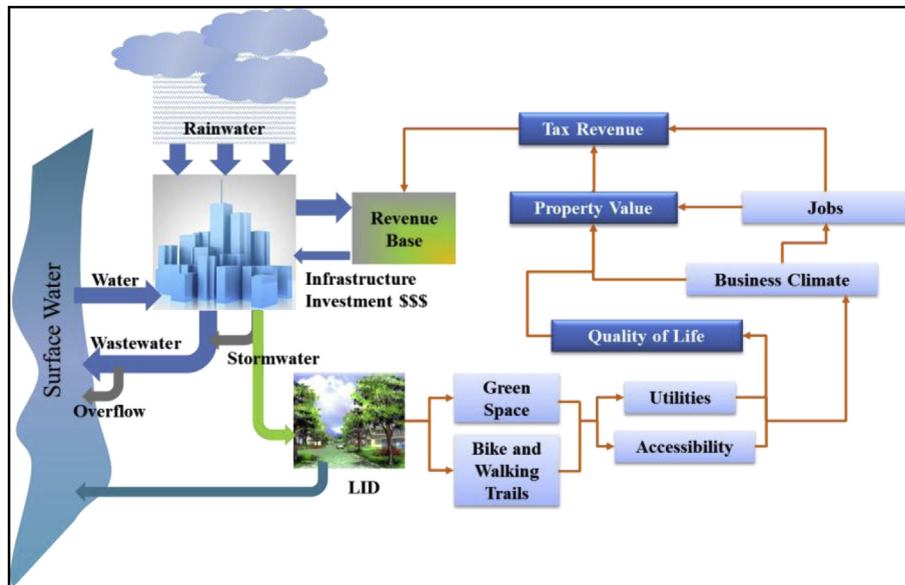 Rainwater
Tax Revenue
Property Value
Jobs
Revenue
Base
Business Climate
Infrastructure
Investment $$$
Water
Surface Water
Wastewater
Stormwater
Quality of Life
Overflow
Green
Space
Utilities
Bike and
Walking
Trails
Accessibility
LID